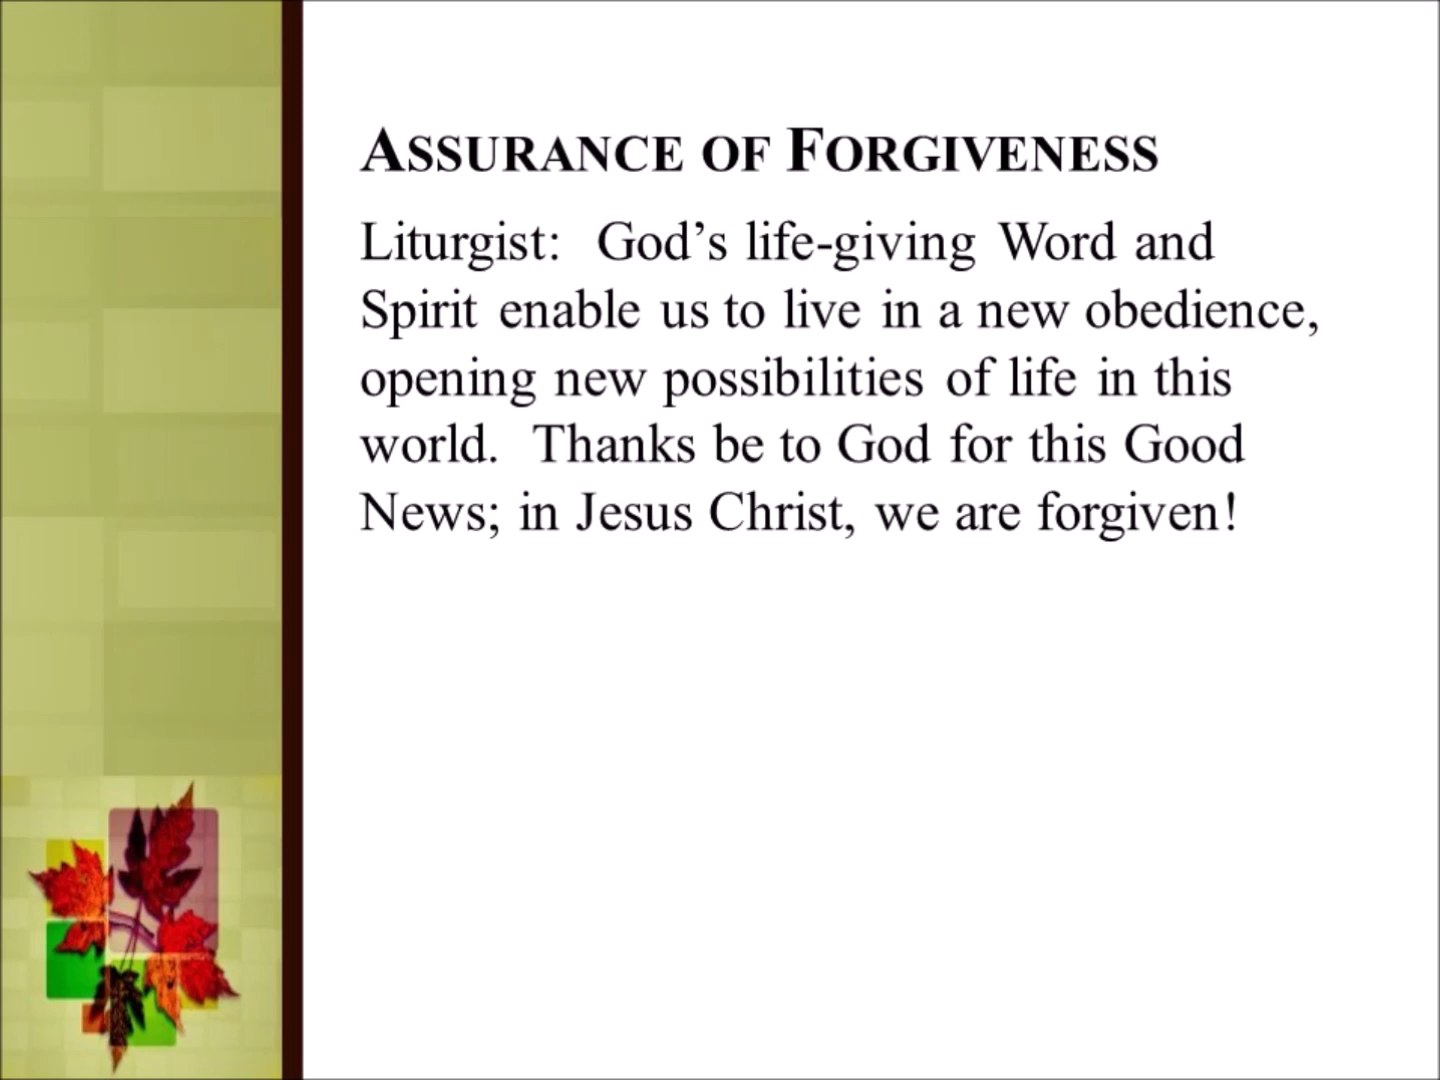 ASSURANCE OF FORGIVENESS
Liturgist:  God’s life-giving Word and
Spirit enable us to live in a new obedience,
opening new possibilities of life in this
world.  Thanks be to God for this Good
News; in Jesus Christ, we are forgiven!